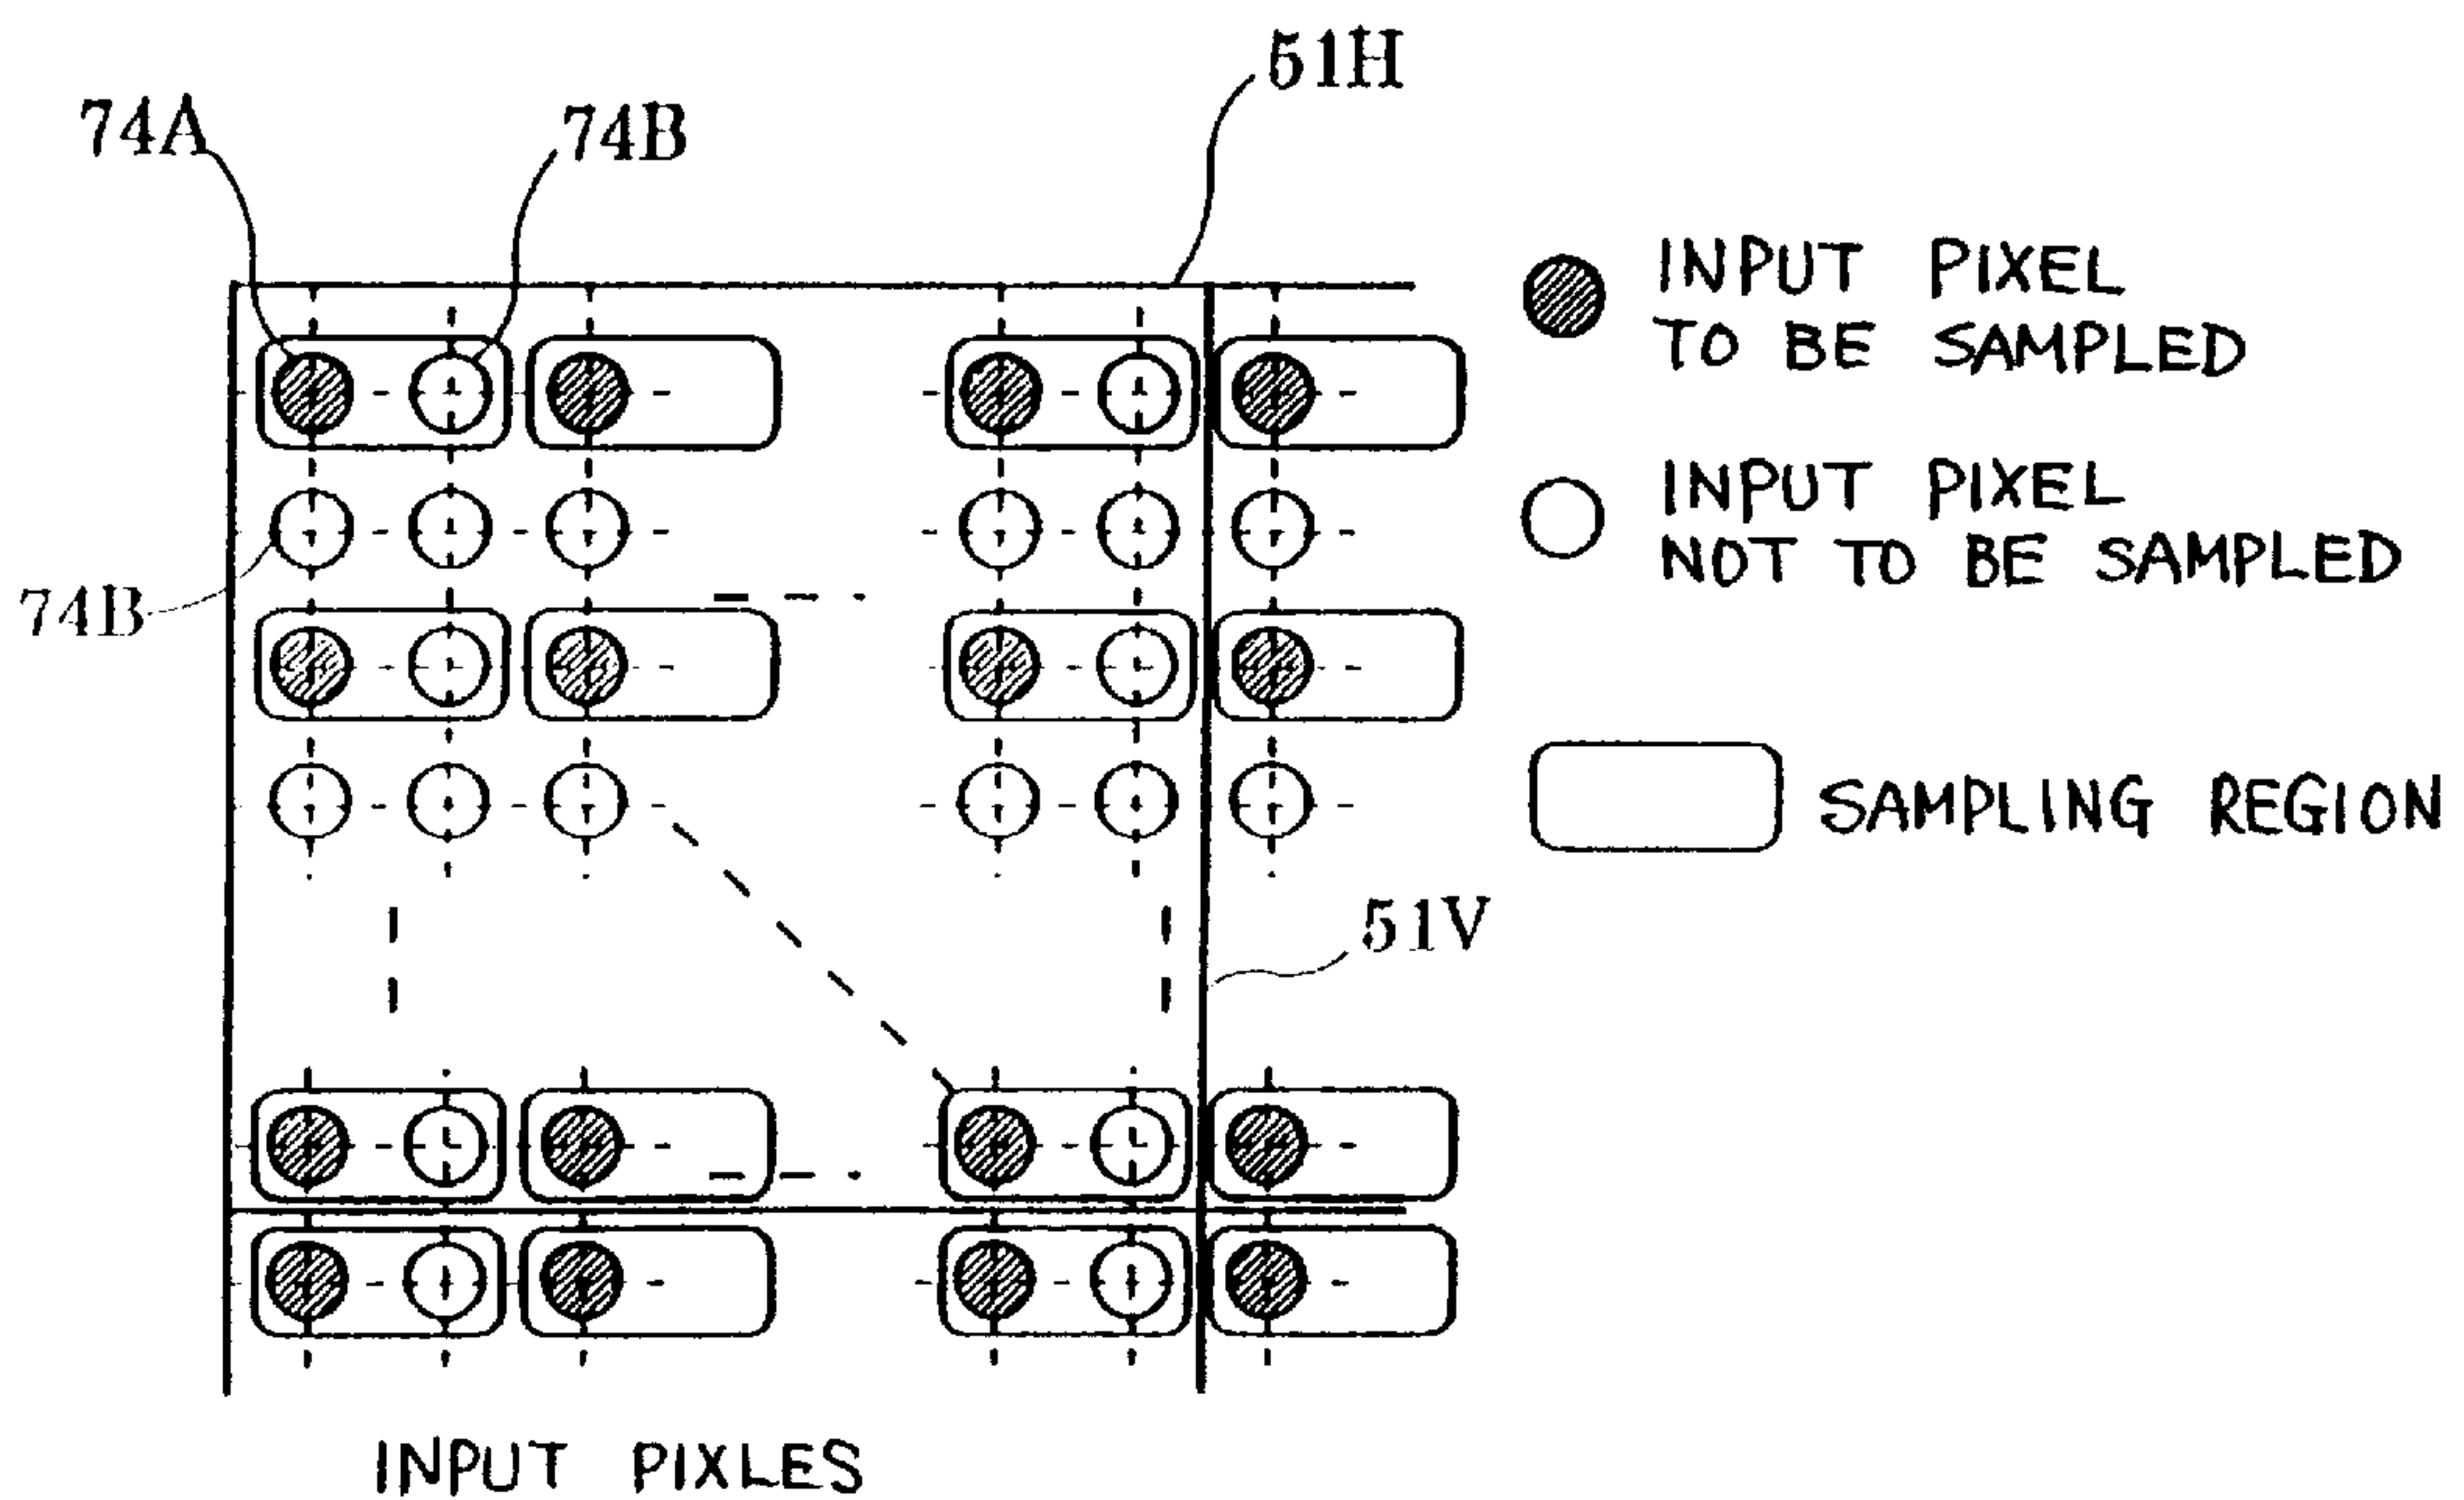 51H
74A
74B
INPUT PIXEL
TO BE SAMPLED
INPUT PIXEL
NOT TO BE SAMPLED
74B
SAMPLING REGION
51V
INPUT PIXLES